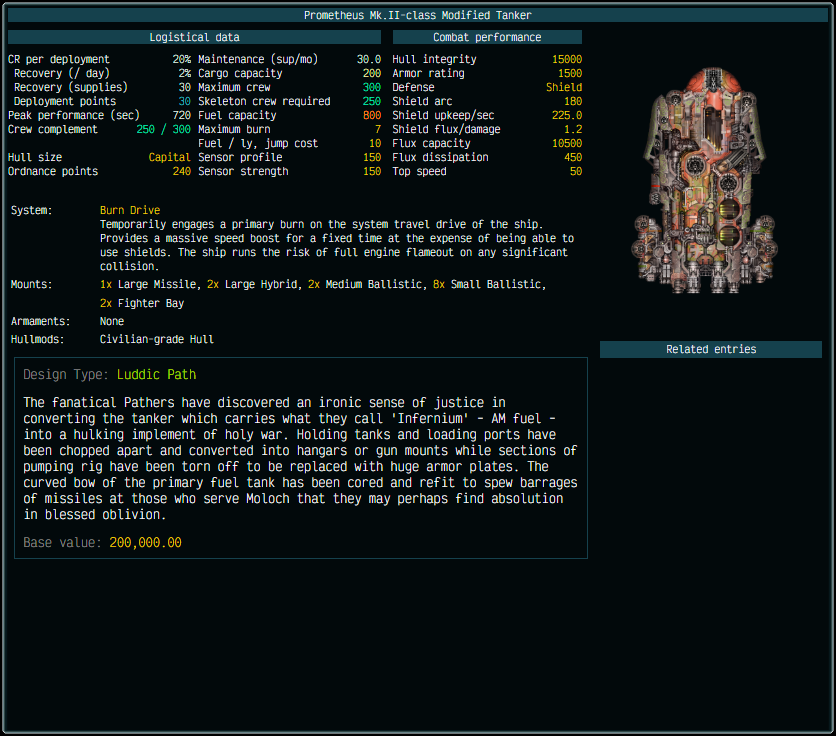 Prometheus Mk.II-class Modified Tanker
Logistical data
Combat performance
CR per deployment 20% Maintenance (sup/mo) 30.0 Hull integrity 15000
Recovery (/ day) 2% Cargo capacity 200 Armor rating 1500
Recovery (supplies) 30 Maximum crew 300 Defense Shield
Deployment points 30 Skeleton crew required 250 Shield arc 180
Peak performance (sec) 720 Fuel capacity 800 Shield upkeep/sec 225.0
Crew complement 250 / 300 Maximum burn 7 Shield flux/damage 1.2
Fuel / ly, jump cost 10 Flux capacity 10500
Hull size Capital Sensor profile 150 Flux dissipation 450
Ordnance points 240 Sensor strength 150 Top speed 50
System: Burn Drive
Temporarily engages a primary burn on the system travel drive of the ship.
Provides a massive speed boost for a fixed time at the expense of being able to
use shields. The ship runs the risk of full engine flameout on any significant
collision.
Mounts: 1x Large Missile, 2x Large Hybrid, 2x Medium Ballistic, 8x Small Ballistic,
2x Fighter Bay
Armaments: None
Hullmods: Civilian-grade Hull
Related entries
Design Type: Luddic Path
The fanatical Pathers have discovered an ironic sense of justice in
converting the tanker which carries what they call 'Infernium' - AM fuel -
into a hulking implement of holy war. Holding tanks and loading ports have
been chopped apart and converted into hangars or gun mounts while sections of
pumping rig have been torn off to be replaced with huge armor plates. The
curved bow of the primary fuel tank has been cored and refit to spew barrages
of missiles at those who serve Moloch that they may perhaps find absolution
in blessed oblivion.
Base value: 200,000.00